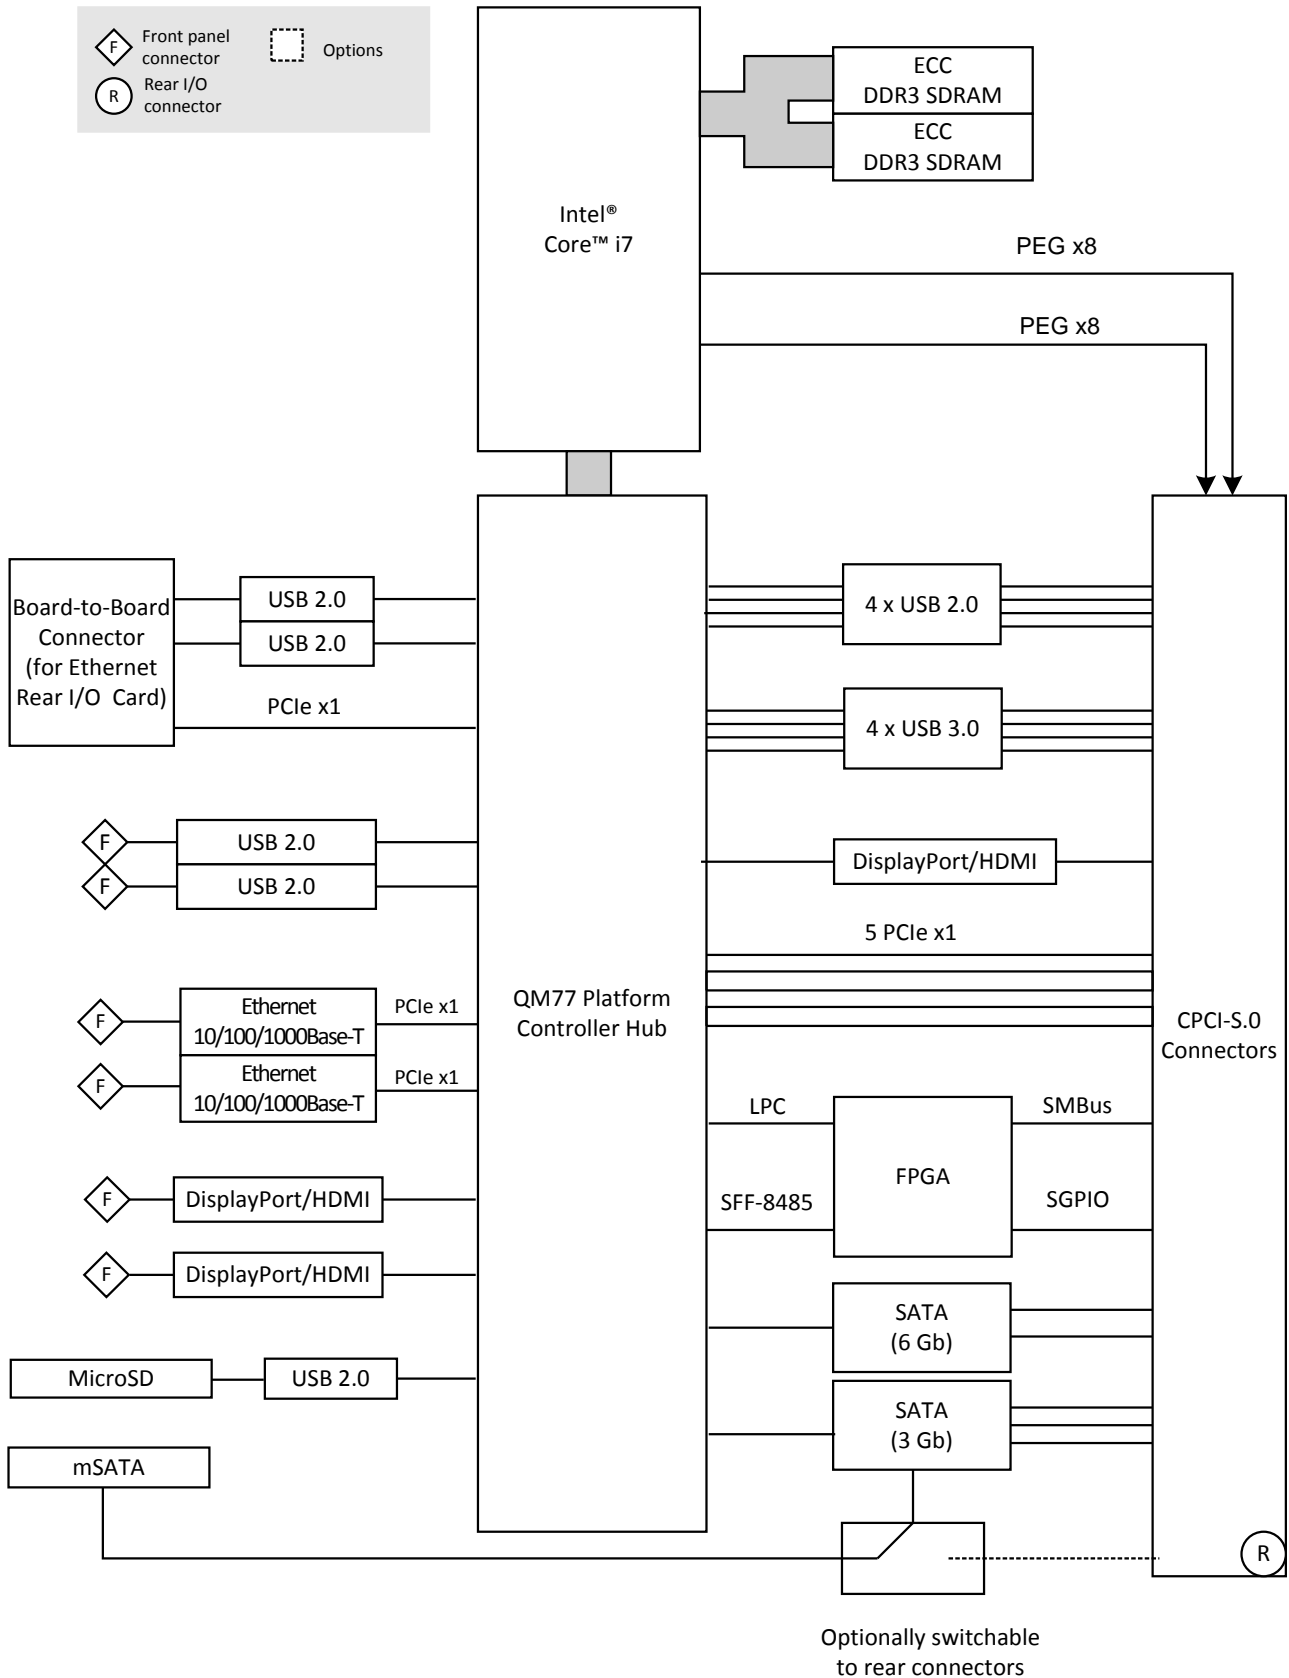 F
Front panel
connector
Options
R
Rear I/O
connector
ECC
DDR3 SDRAM
ECC
DDR3 SDRAM
Intel®
Core™ i7
PEG x8
PEG x8
Board-to-Board
Connector
(for Ethernet
Rear I/O Card)
USB 2.0
USB 2.0
PCIe x1
4 x USB 2.0
4 x USB 3.0
F
USB 2.0
F
USB 2.0
DisplayPort/HDMI
5 PCIe x1
QM77 Platform
Controller Hub
CPCI-S.0
Connectors
F
Ethernet
10/100/1000Base-T
PCIe x1
F
Ethernet
10/100/1000Base-T
PCIe x1
LPC
FPGA
SMBus
SFF-8485
SGPIO
F
DisplayPort/HDMI
F
DisplayPort/HDMI
SATA
(6 Gb)
MicroSD
USB 2.0
SATA
(3 Gb)
mSATA
R
Optionally switchable
to rear connectors